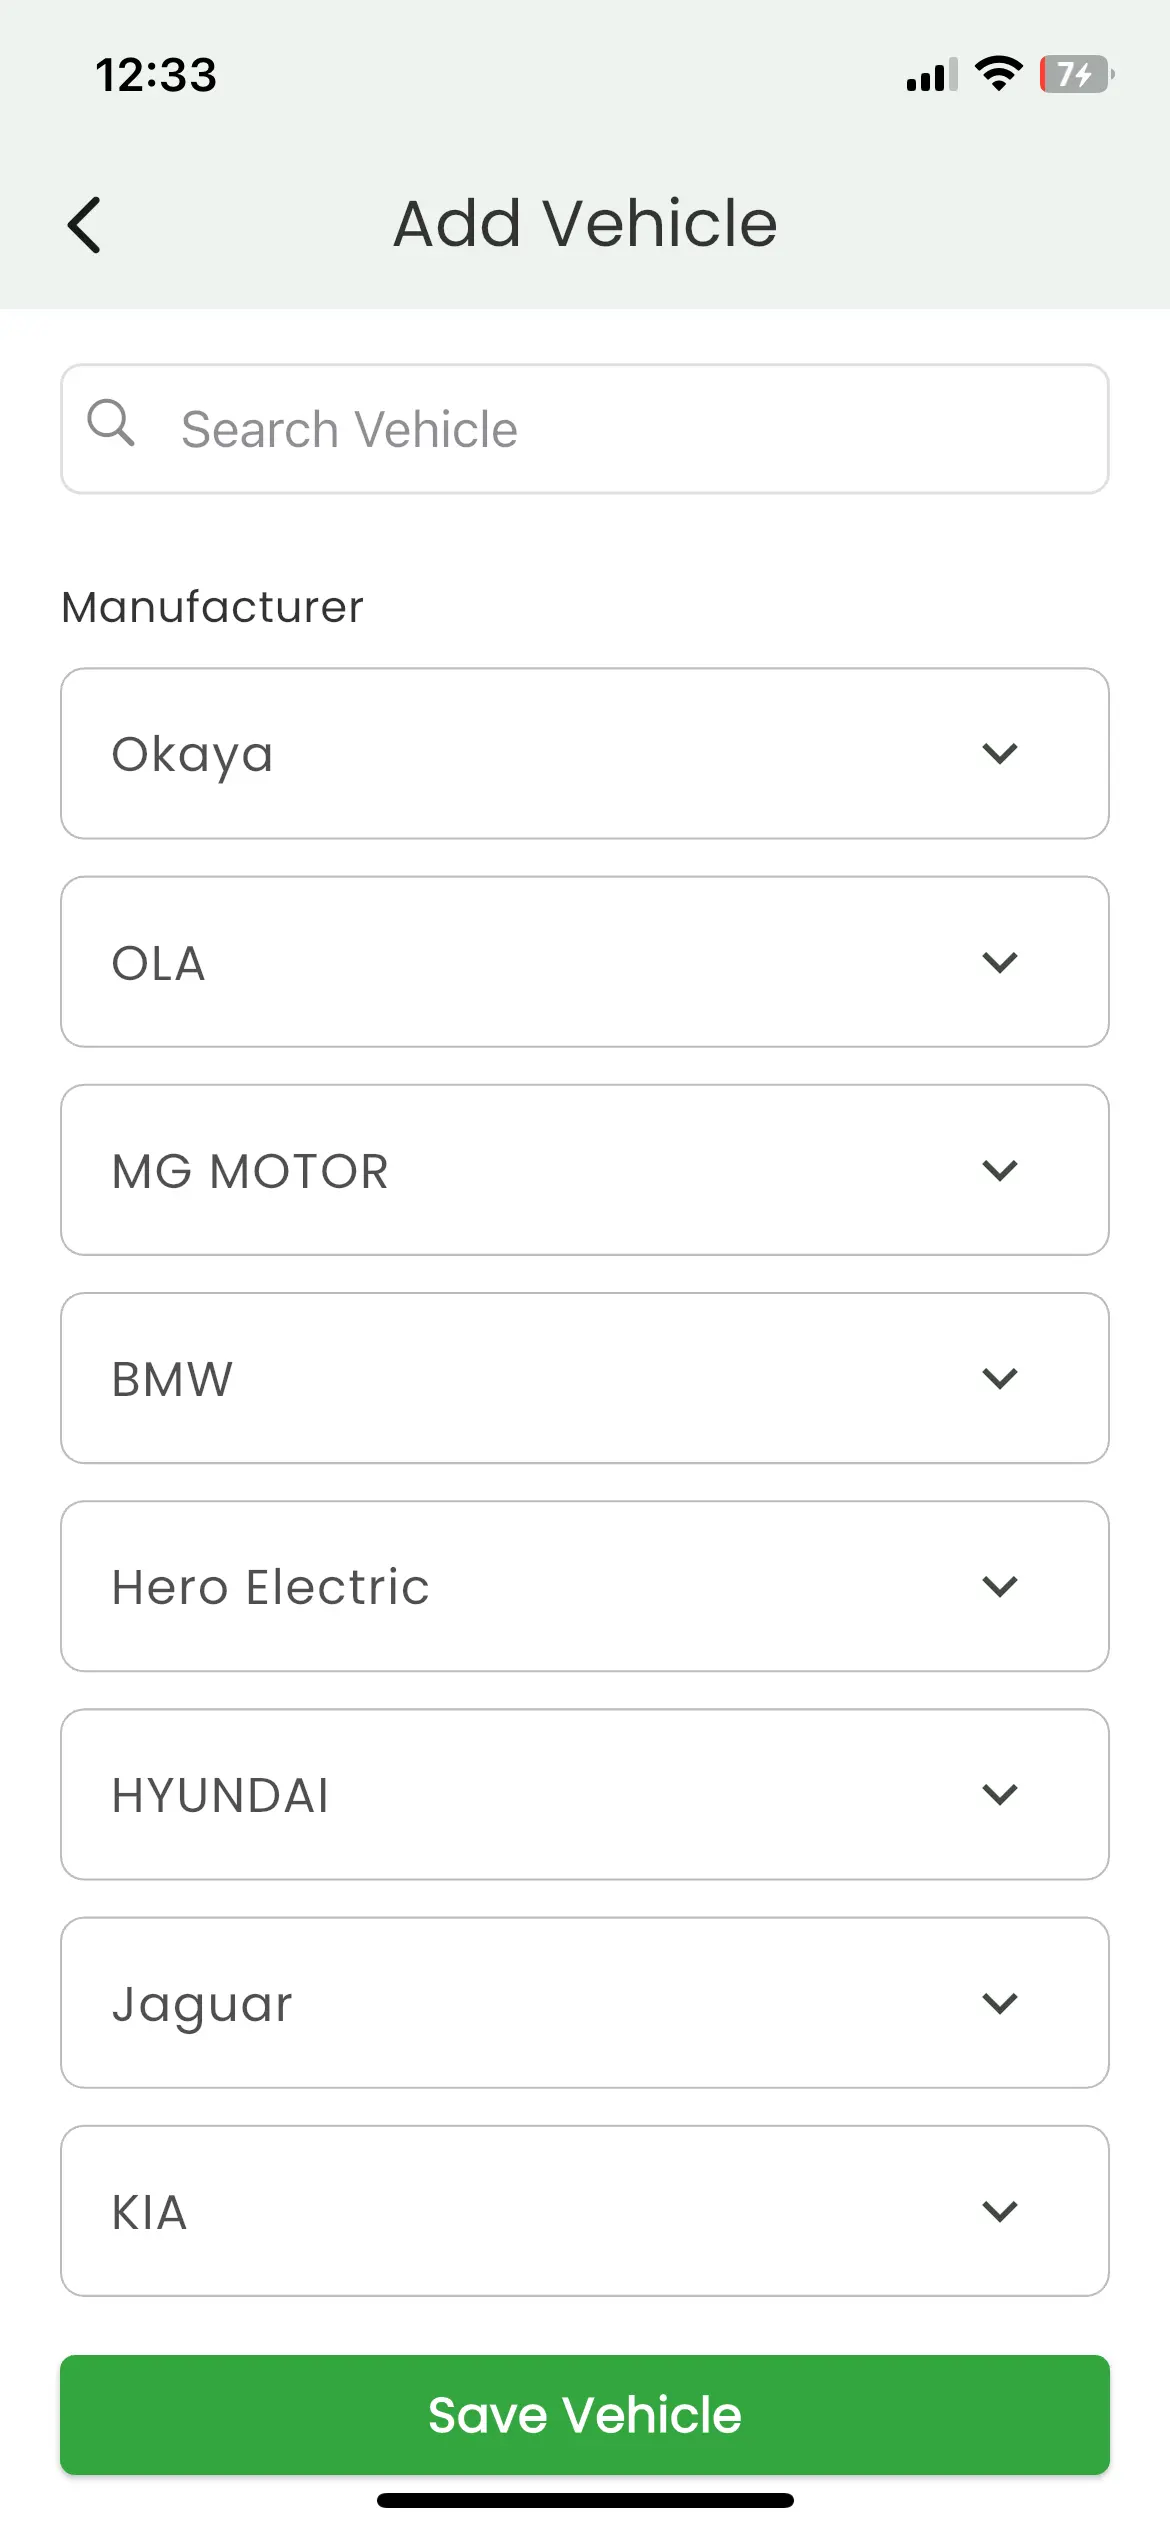 12:33
7
Add Vehicle
Search Vehicle
Manufacturer
Okaya
OLA
MG MOTOR
BMW
Hero Electric
HYUNDAI
Jaguar
KIA
Save Vehicle